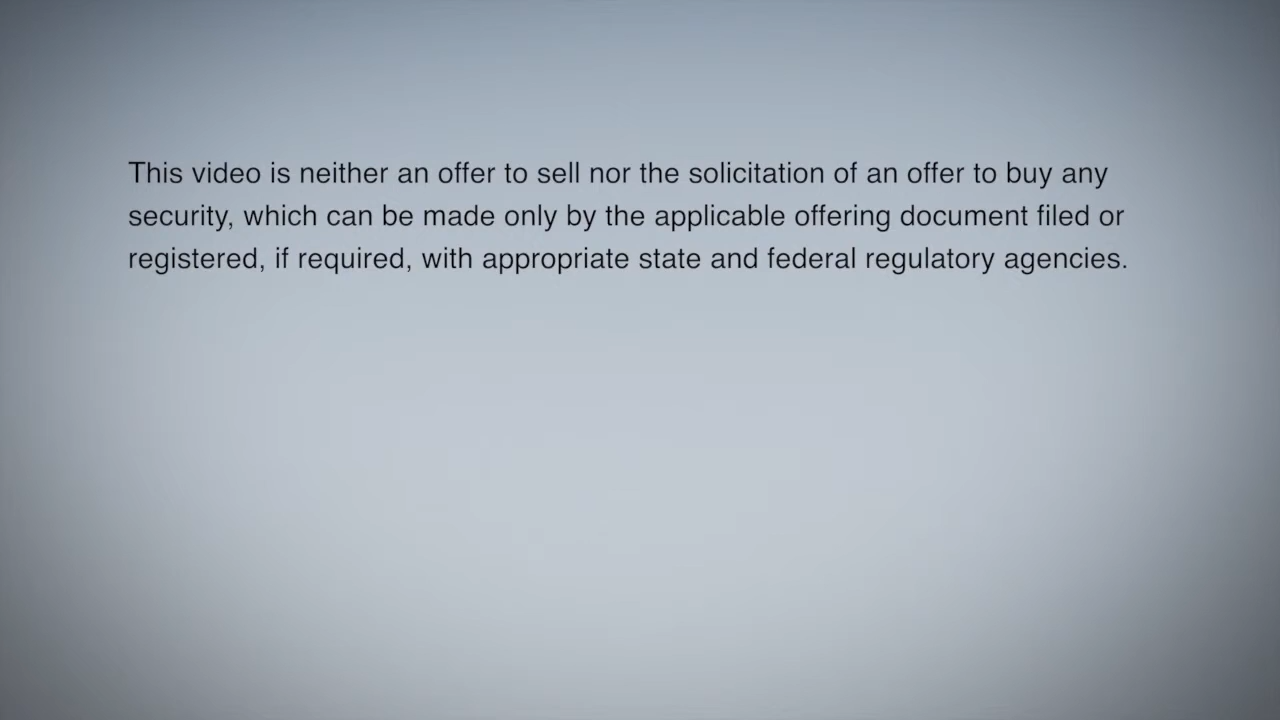 This video is neither an offer to sell nor the solicitation of an offer to buy any
security, which can be made only by the applicable offering document filed or
registered, if required, with appropriate state and federal regulatory agencies.